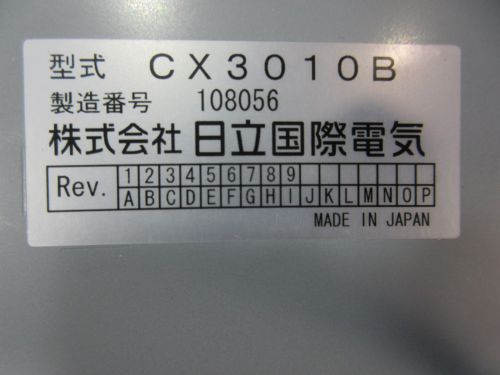 型式 CX3010B
製造番号 108056
株式会社 日立国際電気
Rev. 1 2 3 4 5 6 7 8 9
A B C D E F G H I J K L M N O P
MADE IN JAPAN